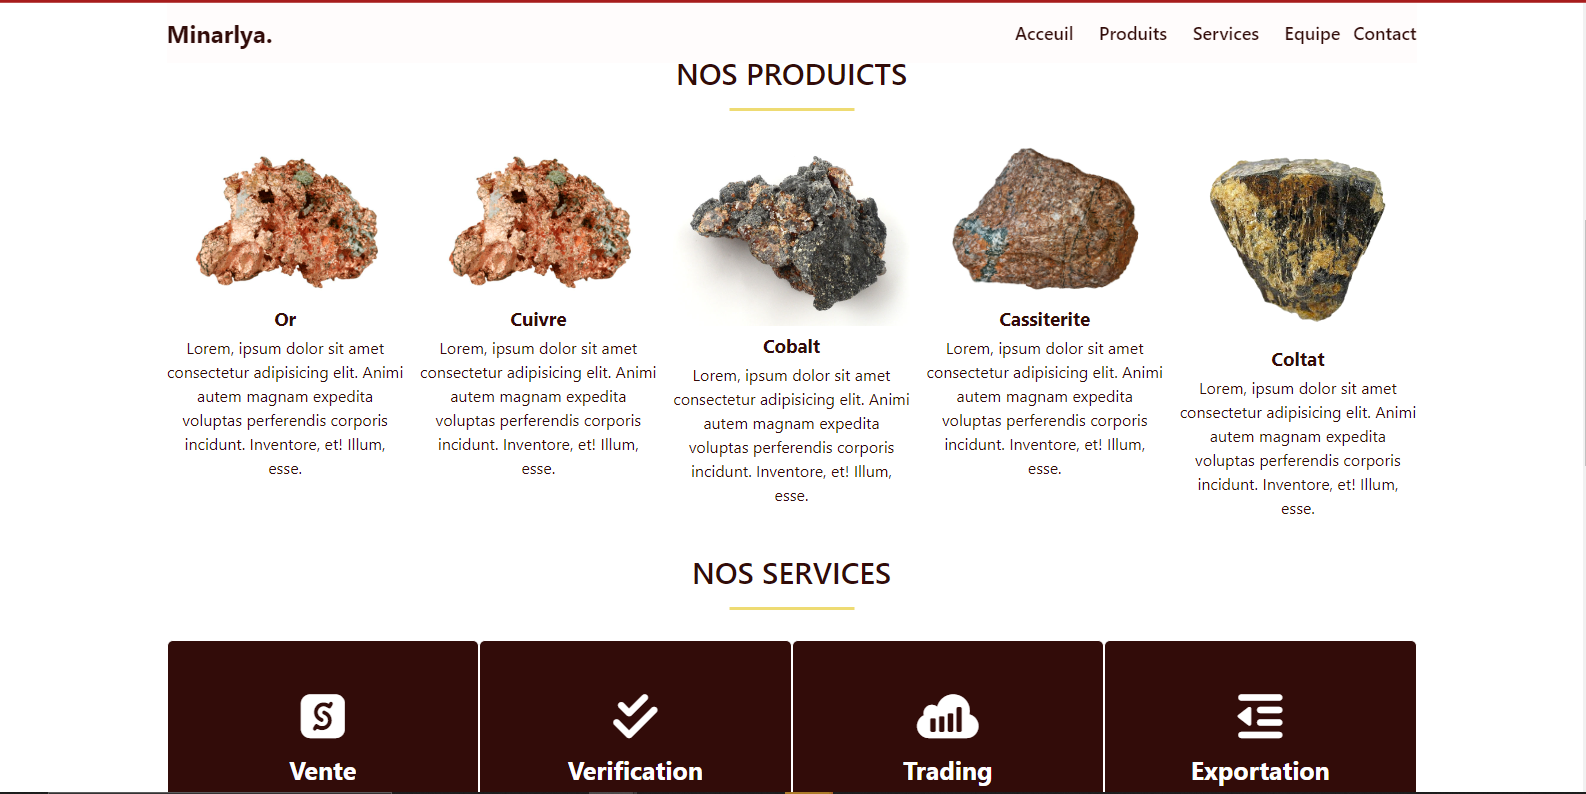 Minarlya.
Acceuil Produits Services Equipe Contact
NOS PRODUICTS
Or
Lorem, ipsum dolor sit amet
consectetur adipisicing elit. Animi
autem magnam expedita
voluptas perferendis corporis
incidunt. Inventore, et! Illum,
esse.
Cuivre
Lorem, ipsum dolor sit amet
consectetur adipisicing elit. Animi
autem magnam expedita
voluptas perferendis corporis
incidunt. Inventore, et! Illum,
esse.
Cobalt
Lorem, ipsum dolor sit amet
consectetur adipisicing elit. Animi
autem magnam expedita
voluptas perferendis corporis
incidunt. Inventore, et! Illum,
esse.
Cassiterite
Lorem, ipsum dolor sit amet
consectetur adipisicing elit. Animi
autem magnam expedita
voluptas perferendis corporis
incidunt. Inventore, et! Illum,
esse.
Coltat
Lorem, ipsum dolor sit amet
consectetur adipisicing elit. Animi
autem magnam expedita
voluptas perferendis corporis
incidunt. Inventore, et! Illum,
esse.
NOS SERVICES
Vente
Verification
Trading
Exportation